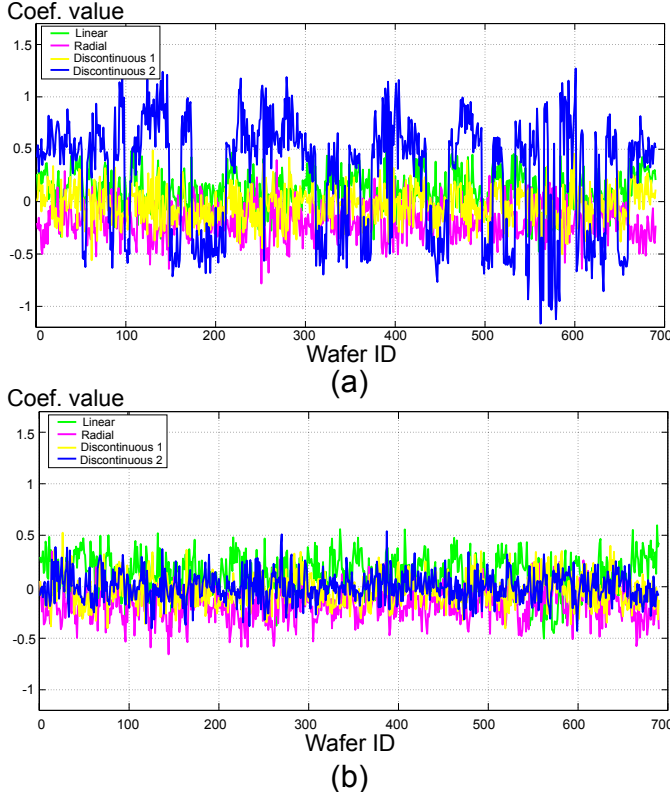 Coef. value
1.5
1
0.5
0
-0.5
-1
Linear
Radial
Discontinuous 1
Discontinuous 2
0 100 200 300 400 500 600 700
Wafer ID
(a)
Coef. value
1.5
1
0.5
0
-0.5
-1
Linear
Radial
Discontinuous 1
Discontinuous 2
0 100 200 300 400 500 600 700
Wafer ID
(b)